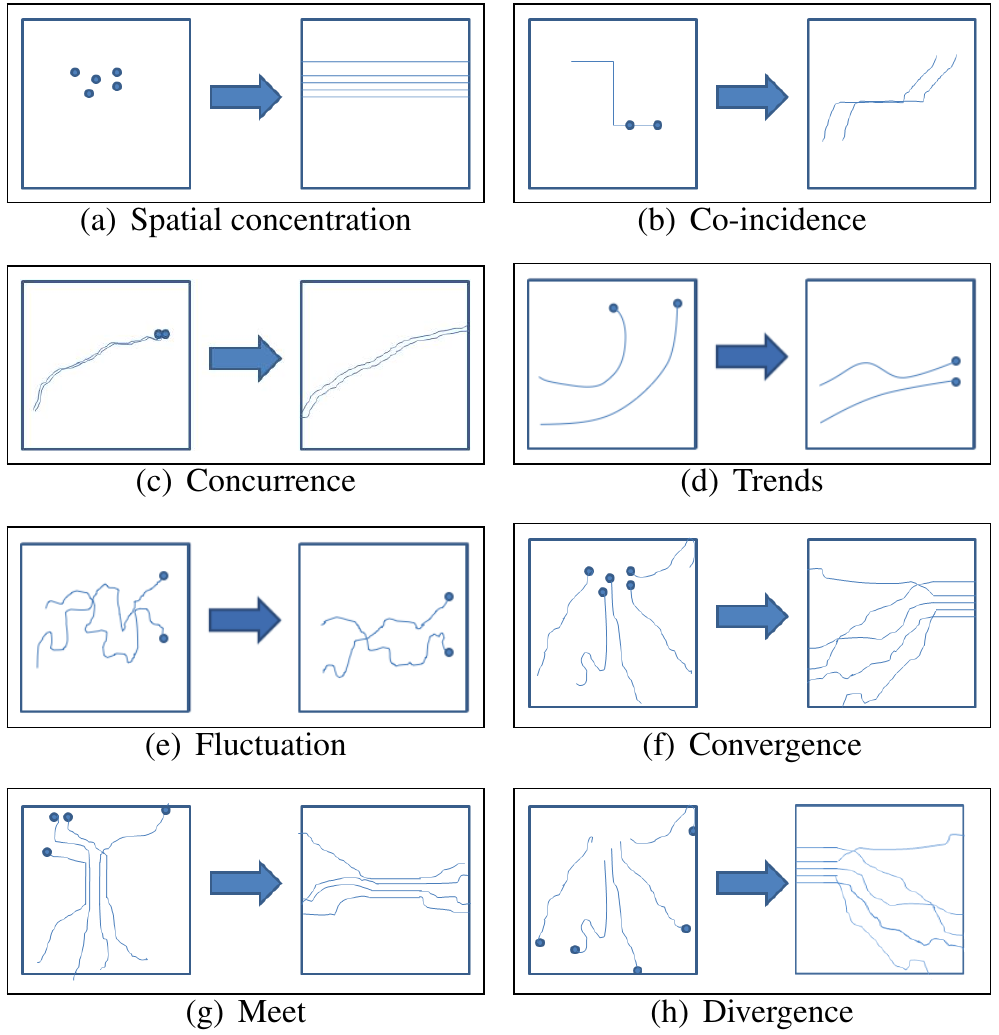 (a) Spatial concentration
(b) Co-incidence
(c) Concurrence
(d) Trends
(e) Fluctuation
(f) Convergence
(g) Meet
(h) Divergence